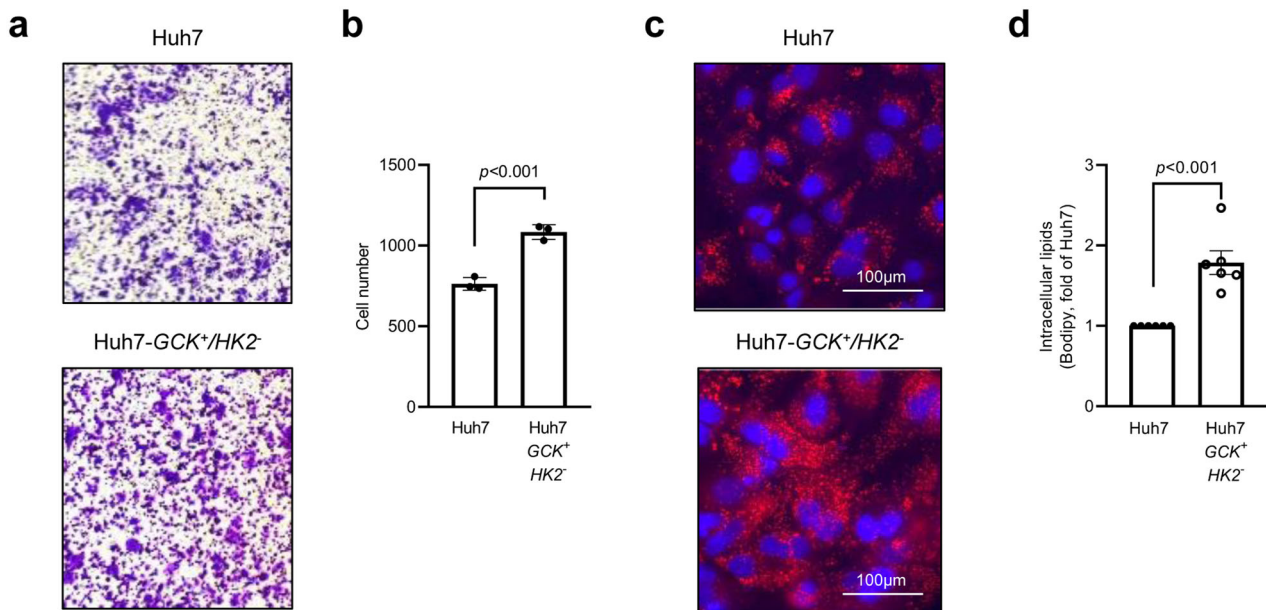 a
Huh7
Huh7-GCK⁺/HK2⁻
b
Cell number
1500
1000
500
0
p<0.001
Huh7
Huh7
GCK⁺
HK2⁻
c
Huh7
100µm
Huh7-GCK⁺/HK2⁻
100µm
d
Intracellular lipids
(Bodipy, fold of Huh7)
3
2
1
0
p<0.001
Huh7
Huh7
GCK⁺
HK2⁻